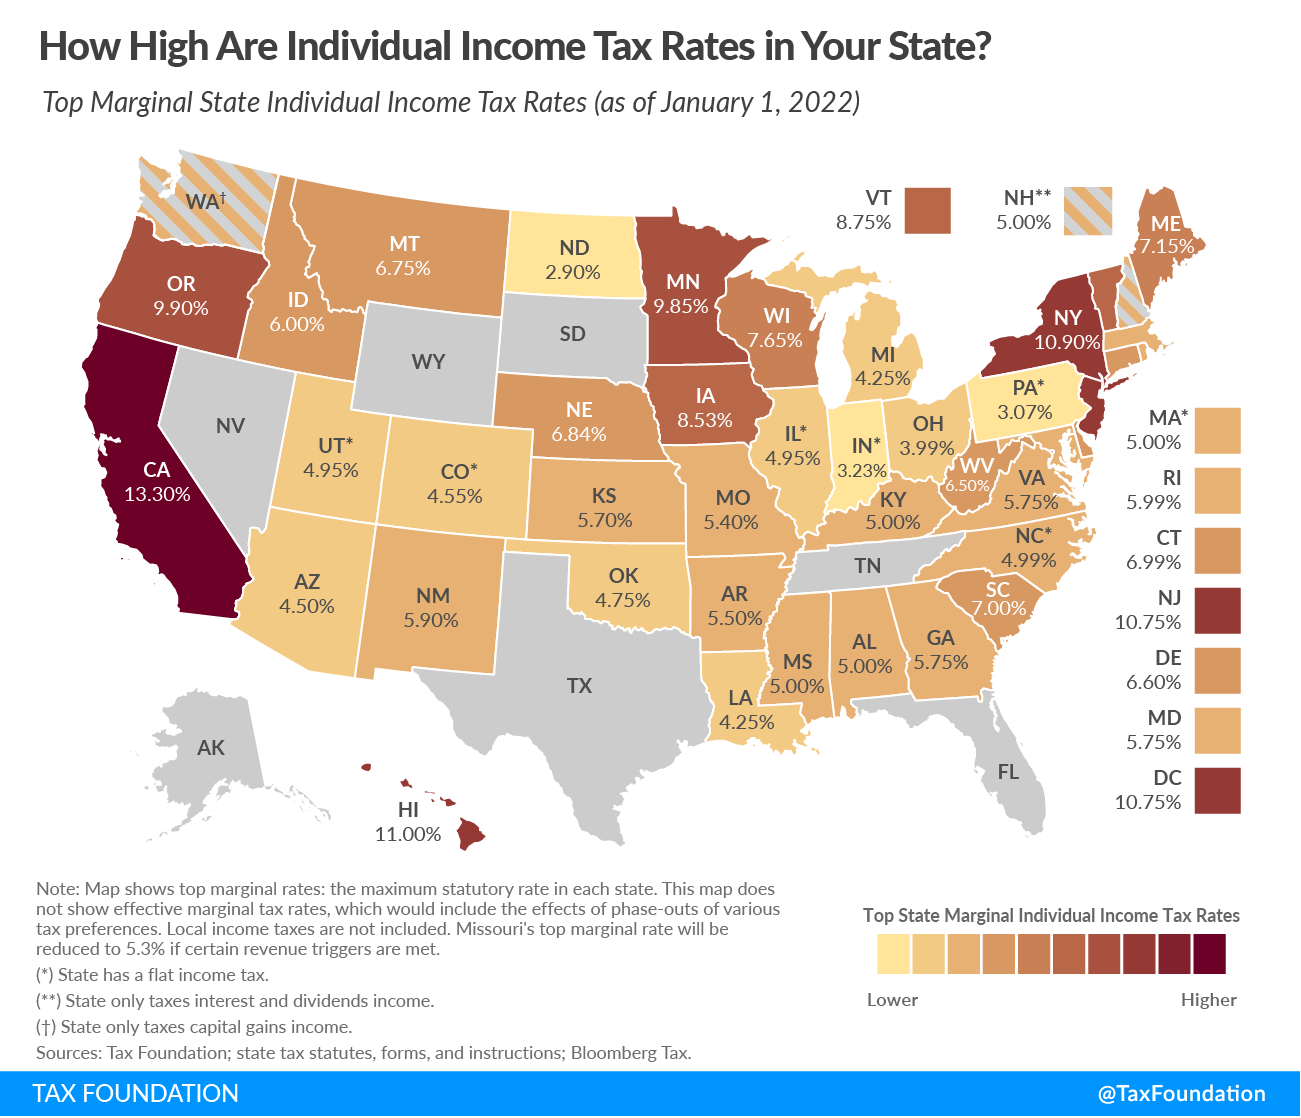 How High Are Individual Income Tax Rates in Your State?
Top Marginal State Individual Income Tax Rates (as of January 1, 2022)
WA†
MT
6.75%
ND
2.90%
VT
8.75%
NH**
5.00%
ME
7.15%
OR
9.90%
ID
6.00%
MN
9.85%
WI
7.65%
NY
10.90%
SD
WY
MI
4.25%
PA*
3.07%
IA
8.53%
NE
6.84%
NV
UT*
4.95%
CO*
4.55%
IL*
4.95%
IN*
3.23%
OH
3.99%
WV
6.50%
VA
5.75%
CA
13.30%
KS
5.70%
MO
5.40%
KY
5.00%
NC*
4.99%
TN
AZ
4.50%
NM
5.90%
OK
4.75%
AR
5.50%
SC
7.00%
MS
5.00%
AL
5.00%
GA
5.75%
TX
LA
4.25%
FL
AK
HI
11.00%
MA*
5.00%
RI
5.99%
CT
6.99%
NJ
10.75%
DE
6.60%
MD
5.75%
DC
10.75%
Note: Map shows top marginal rates: the maximum statutory rate in each state. This map does
not show effective marginal tax rates, which would include the effects of phase-outs of various
tax preferences. Local income taxes are not included. Missouri's top marginal rate will be
reduced to 5.3% if certain revenue triggers are met.
(*) State has a flat income tax.
(**) State only taxes interest and dividends income.
(†) State only taxes capital gains income.
Sources: Tax Foundation; state tax statutes, forms, and instructions; Bloomberg Tax.
Top State Marginal Individual Income Tax Rates
Lower
Higher
TAX FOUNDATION
@TaxFoundation